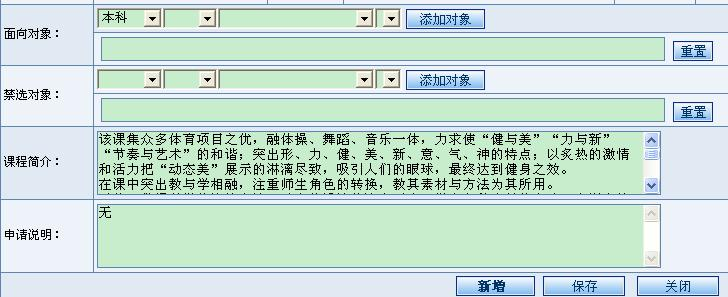 面向对象：
本科
添加对象
重置
禁选对象：
添加对象
重置
课程简介：
该课集众多体育项目之优，融体操、舞蹈、音乐一体，力求使“健与美”“力与新”
“节奏与艺术”的和谐；突出形、力、健、美、新、意、气、神的特点；以炙热的激情
和活力把“动态美”展示的淋漓尽致，吸引人们的眼球，最终达到健身之效。
在课中突出教与学相融，注重师生角色的转换，教其素材与方法为其所用。
申请说明：
无
新增
保存
关闭